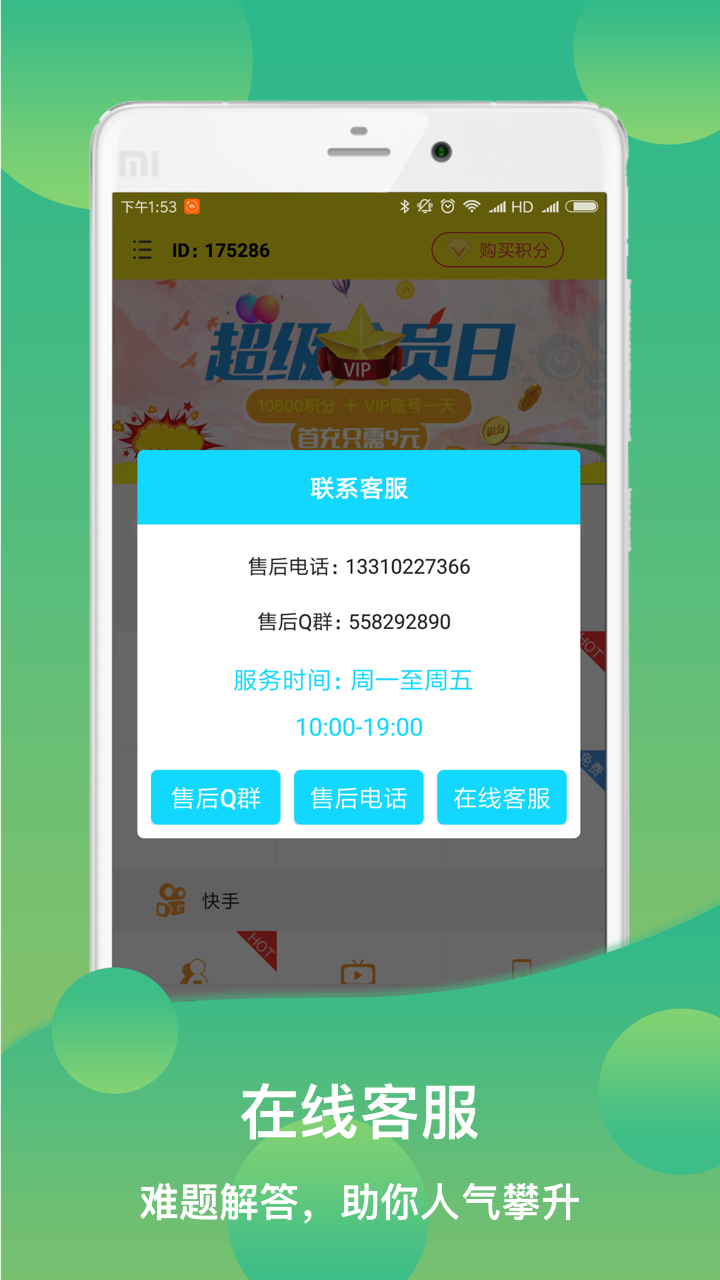 下午1:53
HD
ID: 175286
购买积分
超级会员日
VIP
10800积分 + VIP账号一天
首充只需9元
积分
联系客服
售后电话: 13310227366
售后Q群: 558292890
HOT
服务时间: 周一至周五
10:00-19:00
免费
售后Q群 售后电话 在线客服
快手
HOT
在线客服
难题解答，助你人气攀升